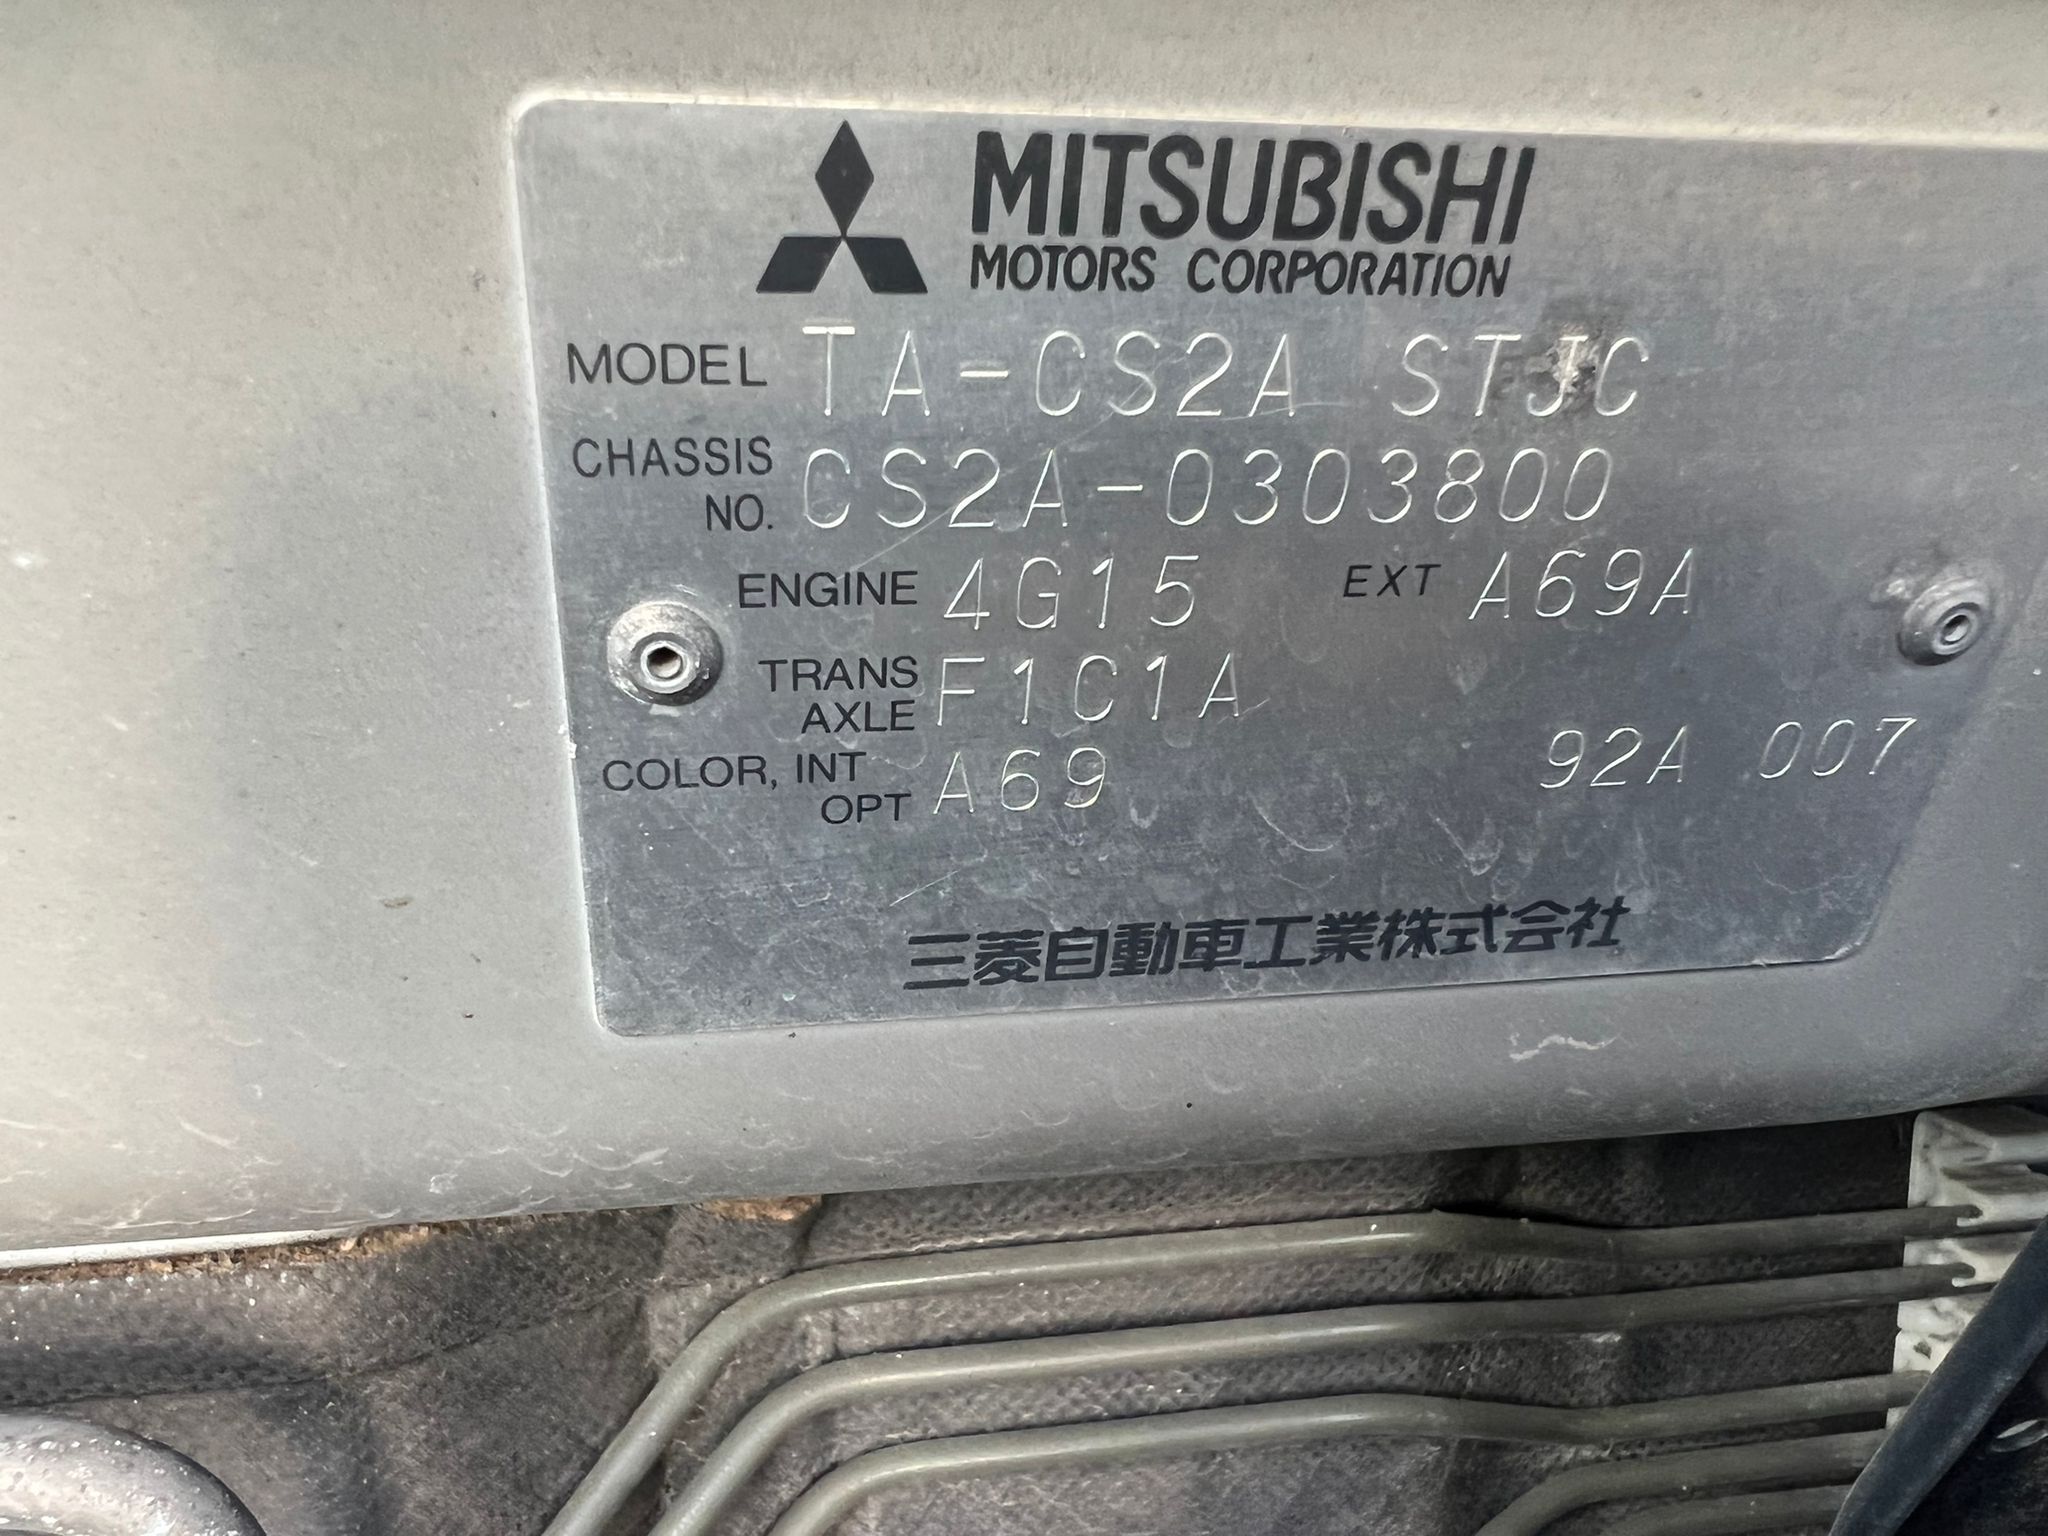 MITSUBISHI
MOTORS CORPORATION
MODEL TA-CS2A STJC
CHASSIS NO. CS2A-0303800
ENGINE 4G15 EXT A69A
TRANS AXLE F1C1A
COLOR, INT OPT A69 92A 007
三菱自動車工業株式会社